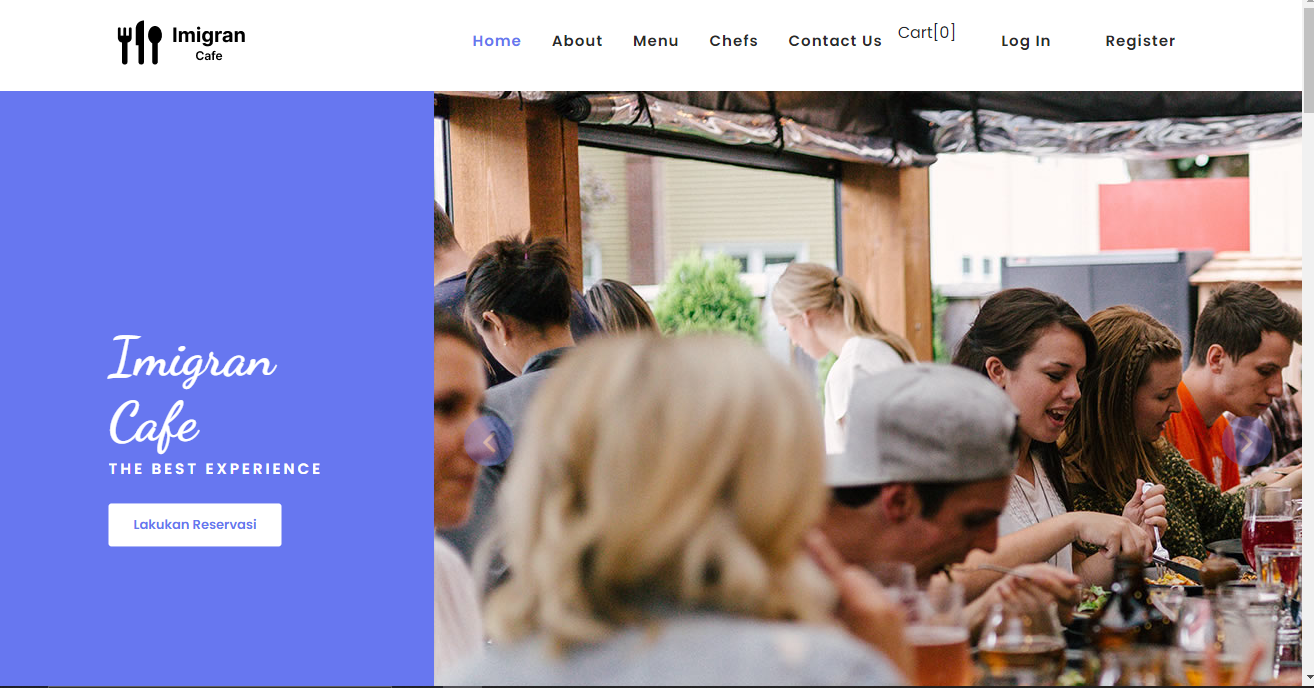 Imigran
Cafe
Home About Menu Chefs Contact Us Cart[0] Log In Register
Imigran
Cafe
THE BEST EXPERIENCE
Lakukan Reservasi